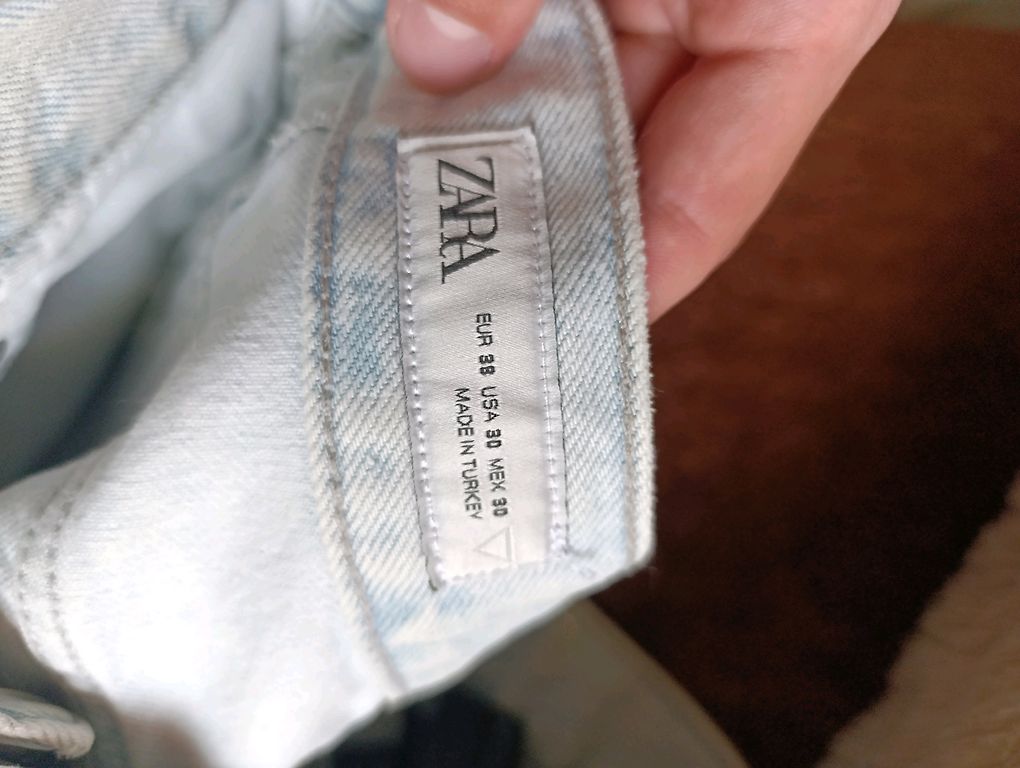 ZARA
EUR 38 USA 30 MEX 30
MADE IN TURKEY